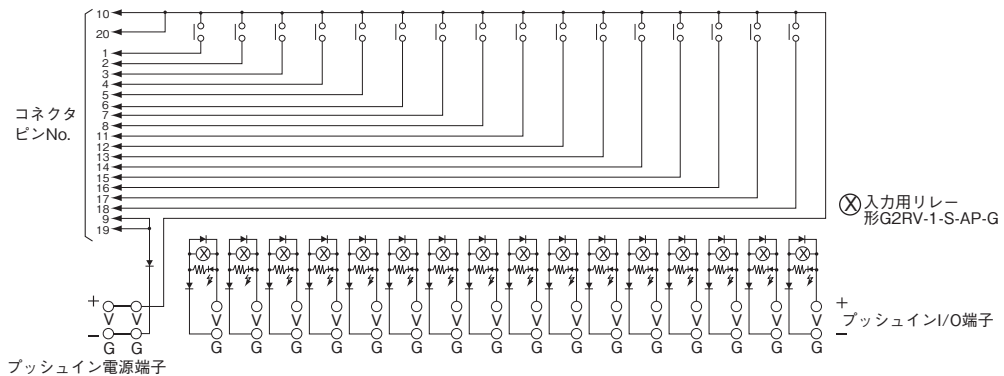 10
20
1
2
3
4
5
6
7
8
11
12
13
14
15
16
17
18
9
19
コネクタ
ピンNo.
X 入力用リレー
形G2RV-1-S-AP-G
X X X X X X X X X X X X X X X X
+ V V V V V V V V V V V V V V V V V V +
プッシュインI/O端子
− G G G G G G G G G G G G G G G G G G −
プッシュイン電源端子